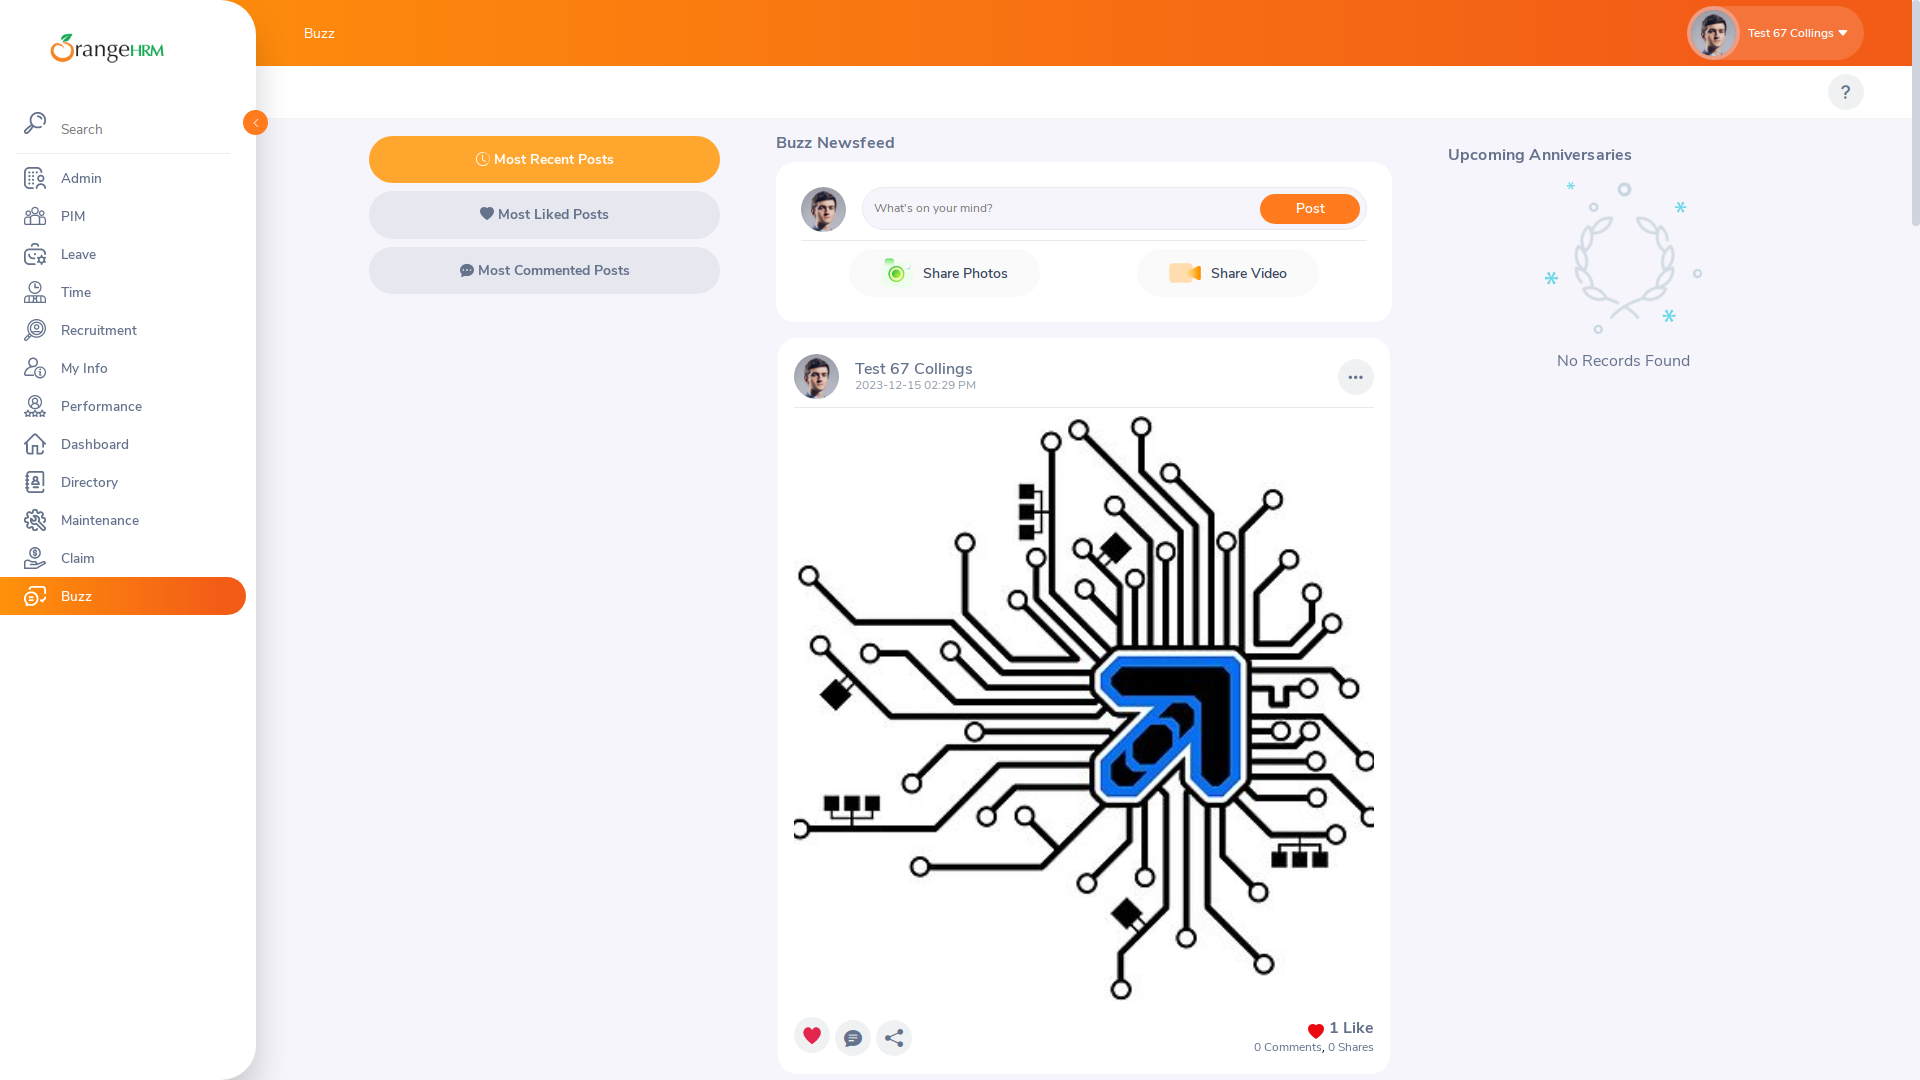 OrangeHRM
Search
Admin
PIM
Leave
Time
Recruitment
My Info
Performance
Dashboard
Directory
Maintenance
Claim
Buzz
Buzz
Test 67 Collings
?
Most Recent Posts
Most Liked Posts
Most Commented Posts
Buzz Newsfeed
What's on your mind?
Post
Share Photos
Share Video
Test 67 Collings
2023-12-15 02:29 PM
1 Like
0 Comments, 0 Shares
Upcoming Anniversaries
No Records Found